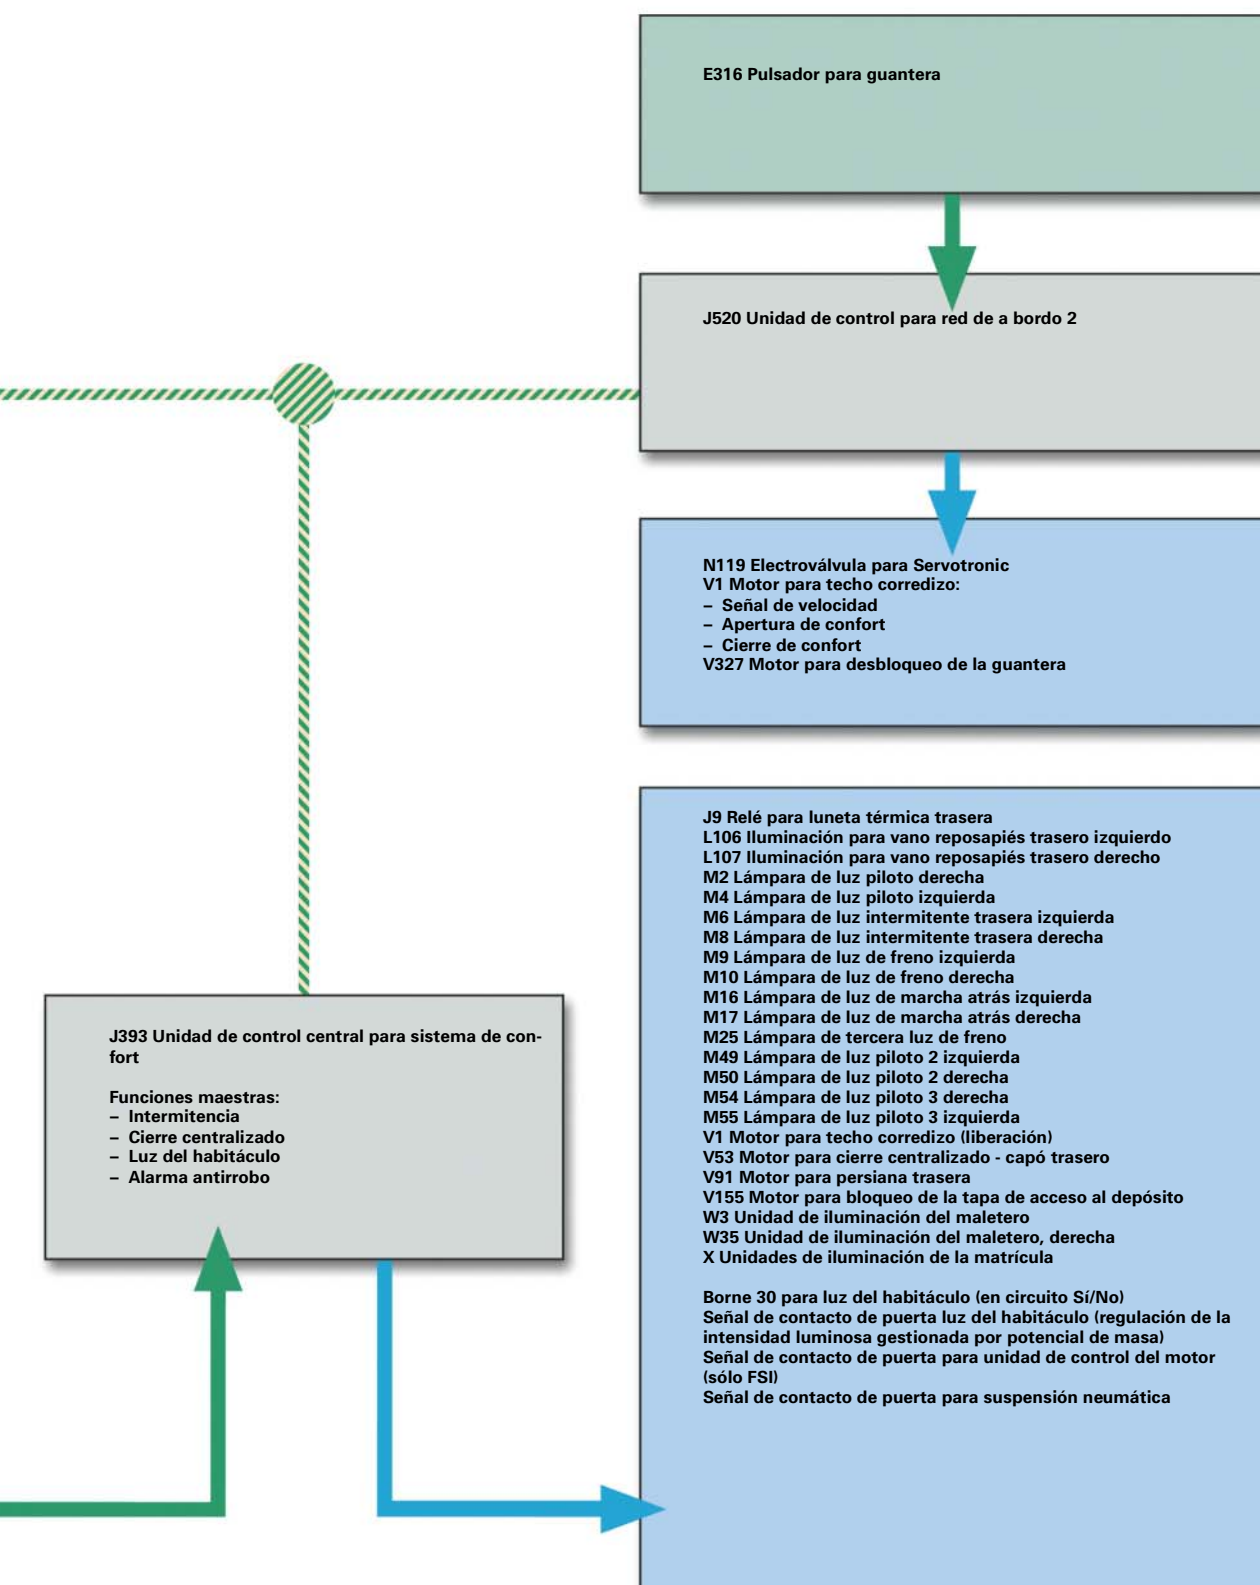 E316 Pulsador para guantera
J520 Unidad de control para red de a bordo 2
N119 Electroválvula para Servotronic
V1 Motor para techo corredizo:
– Señal de velocidad
– Apertura de confort
– Cierre de confort
V327 Motor para desbloqueo de la guantera
J393 Unidad de control central para sistema de con-
fort
Funciones maestras:
– Intermitencia
– Cierre centralizado
– Luz del habitáculo
– Alarma antirrobo
J9 Relé para luneta térmica trasera
L106 Iluminación para vano reposapiés trasero izquierdo
L107 Iluminación para vano reposapiés trasero derecho
M2 Lámpara de luz piloto derecha
M4 Lámpara de luz piloto izquierda
M6 Lámpara de luz intermitente trasera izquierda
M8 Lámpara de luz intermitente trasera derecha
M9 Lámpara de luz de freno izquierda
M10 Lámpara de luz de freno derecha
M16 Lámpara de luz de marcha atrás izquierda
M17 Lámpara de luz de marcha atrás derecha
M25 Lámpara de tercera luz de freno
M49 Lámpara de luz piloto 2 izquierda
M50 Lámpara de luz piloto 2 derecha
M54 Lámpara de luz piloto 3 derecha
M55 Lámpara de luz piloto 3 izquierda
V1 Motor para techo corredizo (liberación)
V53 Motor para cierre centralizado - capó trasero
V91 Motor para persiana trasera
V155 Motor para bloqueo de la tapa de acceso al depósito
W3 Unidad de iluminación del maletero
W35 Unidad de iluminación del maletero, derecha
X Unidades de iluminación de la matrícula
Borne 30 para luz del habitáculo (en circuito Sí/No)
Señal de contacto de puerta luz del habitáculo (regulación de la
intensidad luminosa gestionada por potencial de masa)
Señal de contacto de puerta para unidad de control del motor
(sólo FSI)
Señal de contacto de puerta para suspensión neumática